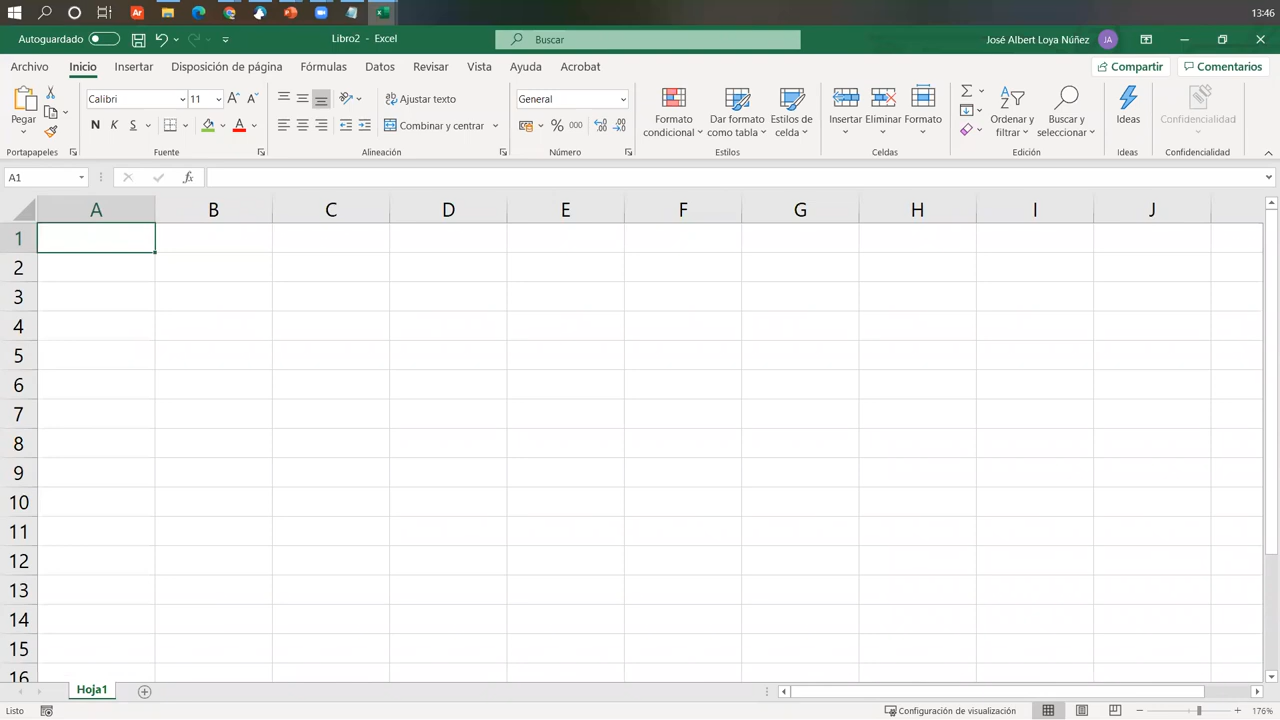 Ar 13:46
Autoguardado Libro2 - Excel Buscar José Albert Loya Núñez JA
Archivo Inicio Insertar Disposición de página Fórmulas Datos Revisar Vista Ayuda Acrobat Compartir Comentarios
Pegar
Calibri 11
N K S A
Ajustar texto
Combinar y centrar
General
% 000
Formato condicional
Dar formato como tabla
Estilos de celda
Insertar Eliminar Formato
Ordenar y filtrar
Buscar y seleccionar
Ideas
Confidencialidad
Portapapeles Fuente Alineación Número Estilos Celdas Edición Ideas Confidencialidad
A1 fx
A B C D E F G H I J
1
2
3
4
5
6
7
8
9
10
11
12
13
14
15
16
Hoja1
Listo Configuración de visualización 176%